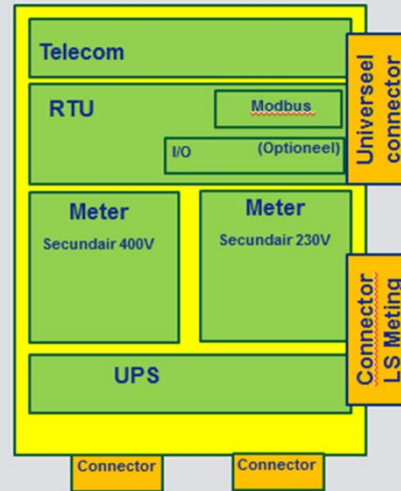 Telecom
RTU
Modbus
I/O (Optioneel)
Universeel
connector
Meter
Secundair 400V
Meter
Secundair 230V
Connector
LS Meting
UPS
Connector
Connector